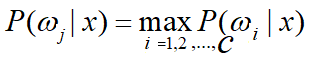 P(ω_j | x) = max_{i=1,2,...,C} P(ω_i | x)